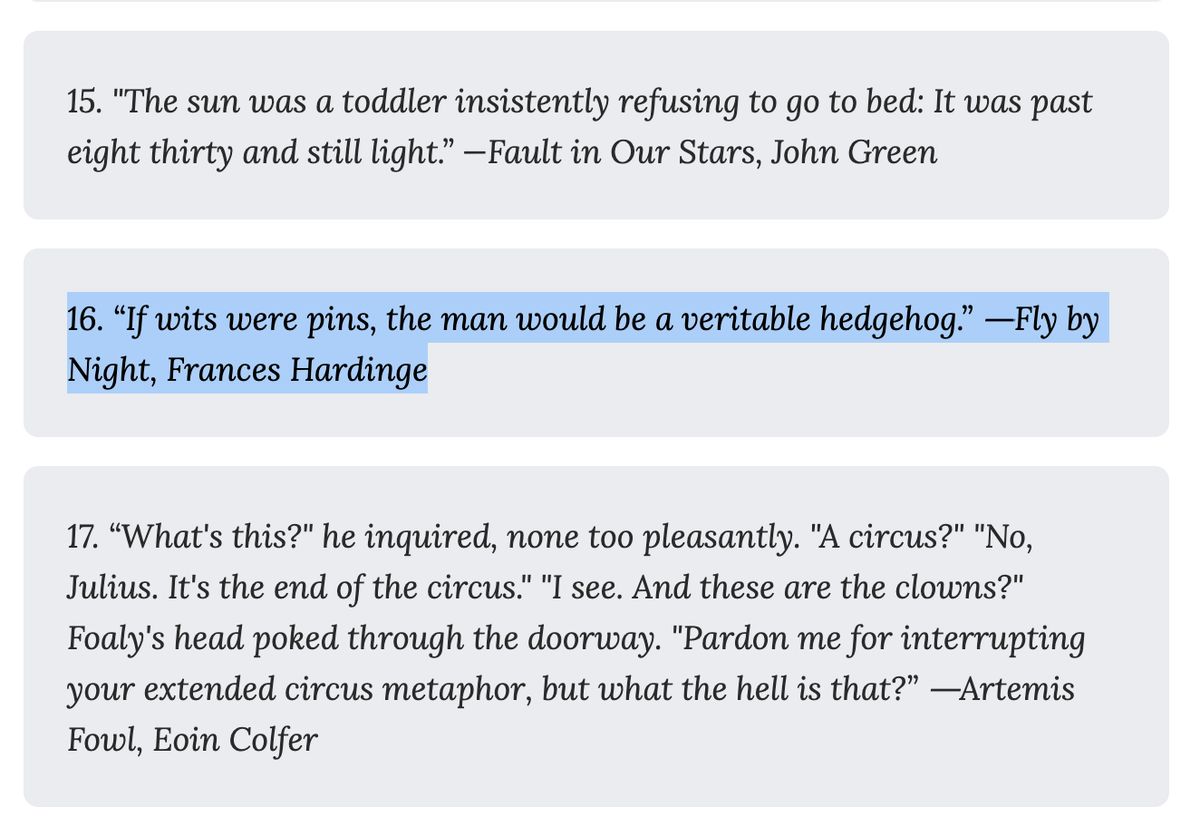 15. "The sun was a toddler insistently refusing to go to bed: It was past
eight thirty and still light.” —Fault in Our Stars, John Green
16. “If wits were pins, the man would be a veritable hedgehog.” —Fly by
Night, Frances Hardinge
17. “What's this?" he inquired, none too pleasantly. "A circus?" "No,
Julius. It's the end of the circus." "I see. And these are the clowns?"
Foaly's head poked through the doorway. "Pardon me for interrupting
your extended circus metaphor, but what the hell is that?” —Artemis
Fowl, Eoin Colfer